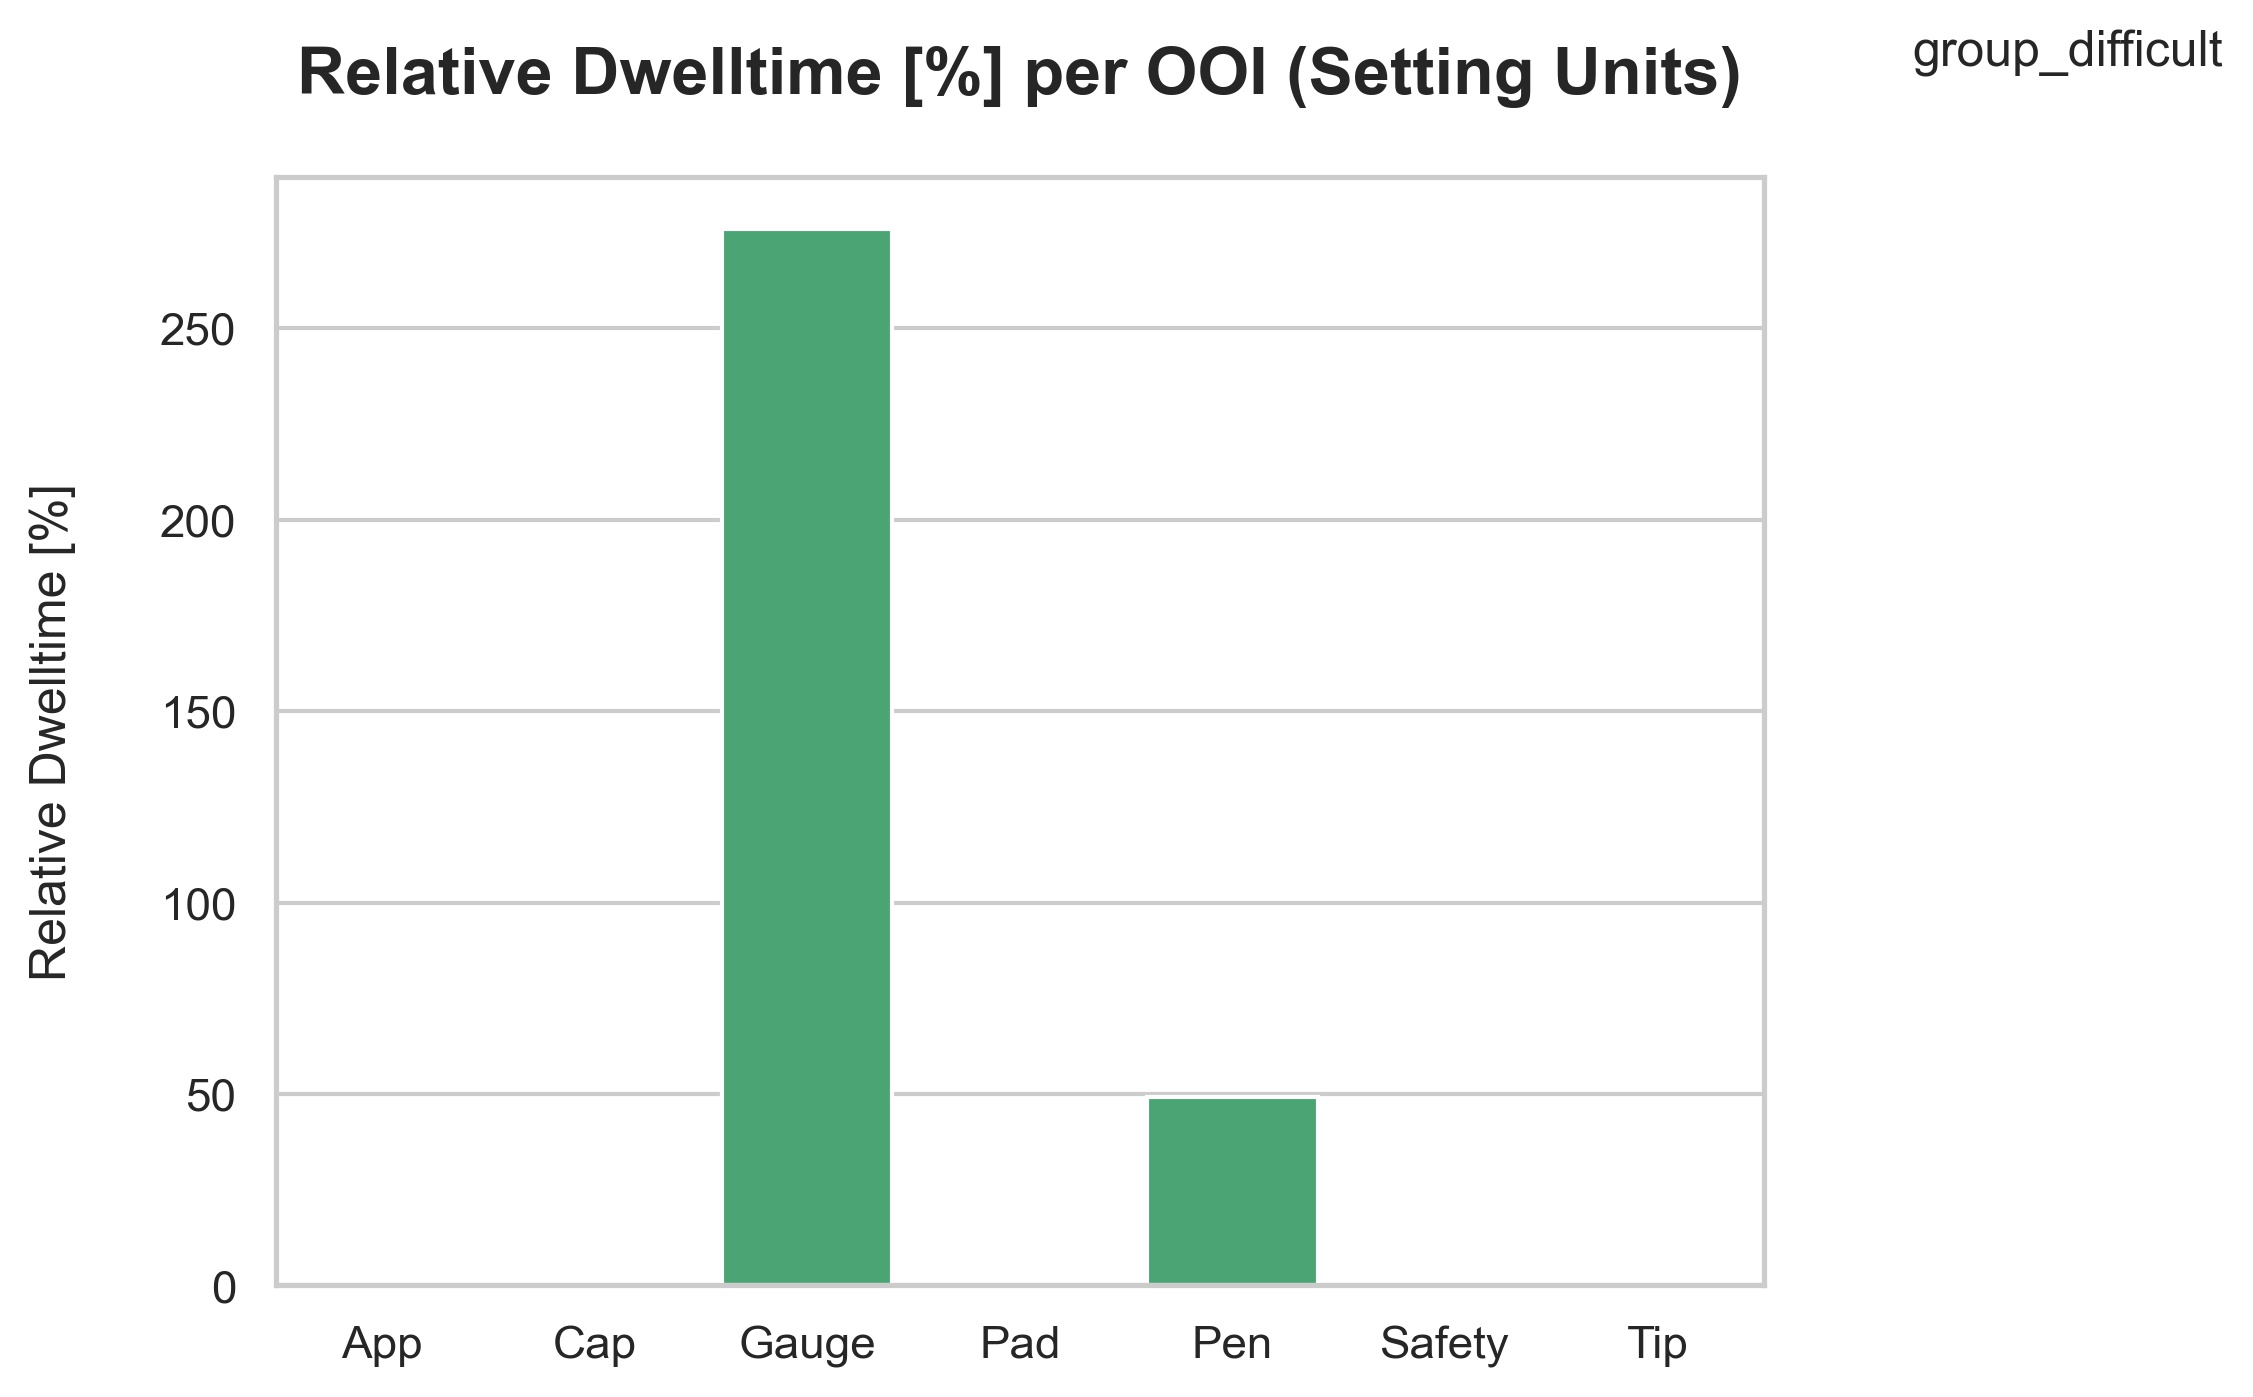 Relative Dwelltime [%] per OOI (Setting Units)
group_difficult
Relative Dwelltime [%]
250
200
150
100
50
0
App Cap Gauge Pad Pen Safety Tip